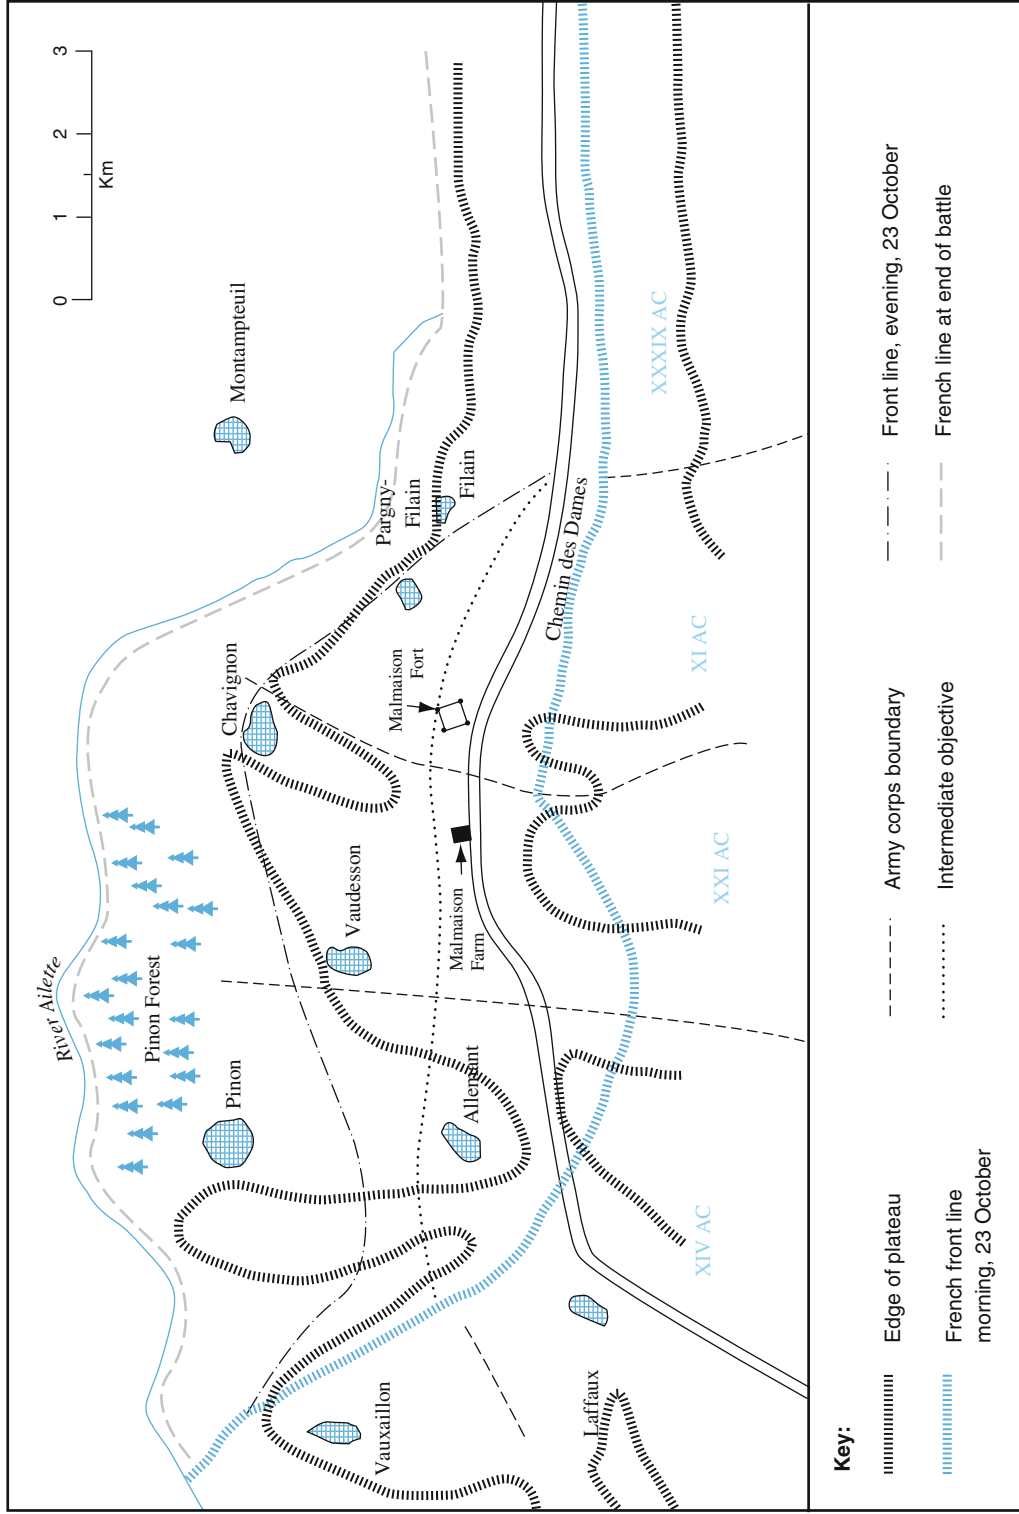 River Ailette
Pinon Forest
Pinon
Chavignon
Montampteuil
0 1 2 3
Km
Vauxaillon
Allemant
Vaudesson
Malmaison
Farm
Malmaison
Fort
Pargny-
Filain
Filain
Chemin des Dames
Laffaux
XIV AC
XXI AC
XI AC
XXXIX AC
Key:
Edge of plateau
Army corps boundary
Front line, evening, 23 October
French front line
morning, 23 October
Intermediate objective
French line at end of battle